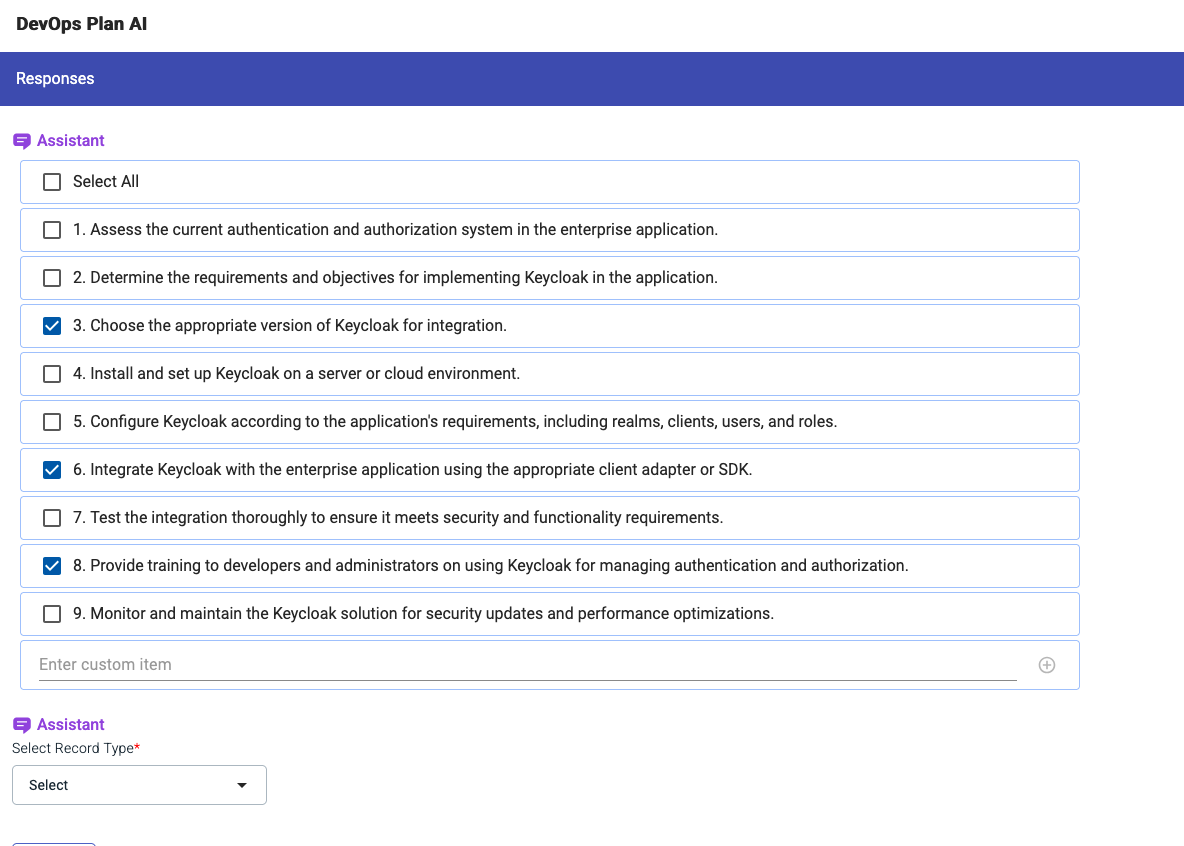 DevOps Plan AI
Responses
Assistant
Select All
1. Assess the current authentication and authorization system in the enterprise application.
2. Determine the requirements and objectives for implementing Keycloak in the application.
3. Choose the appropriate version of Keycloak for integration.
4. Install and set up Keycloak on a server or cloud environment.
5. Configure Keycloak according to the application's requirements, including realms, clients, users, and roles.
6. Integrate Keycloak with the enterprise application using the appropriate client adapter or SDK.
7. Test the integration thoroughly to ensure it meets security and functionality requirements.
8. Provide training to developers and administrators on using Keycloak for managing authentication and authorization.
9. Monitor and maintain the Keycloak solution for security updates and performance optimizations.
Enter custom item
Assistant
Select Record Type*
Select